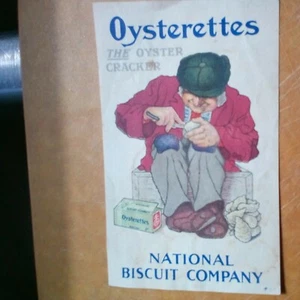 Oysterettes
THE OYSTER
CRACKER
Oysterettes
NATIONAL
BISCUIT COMPANY